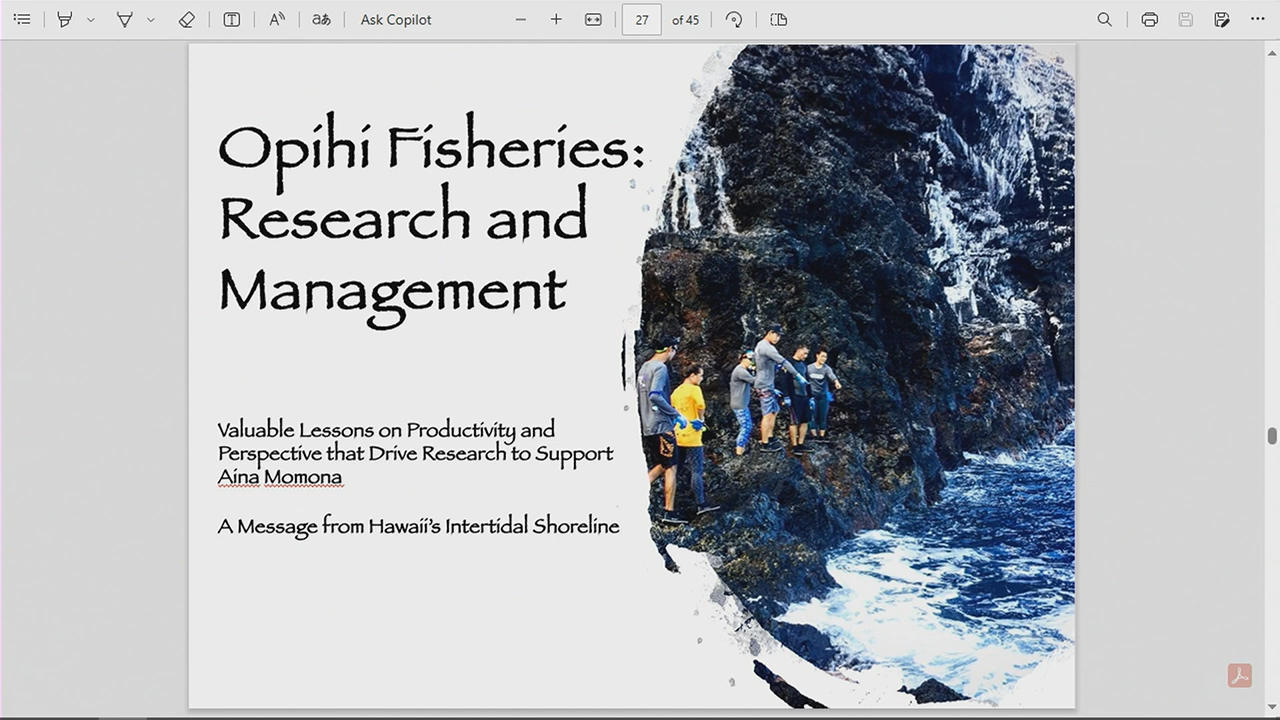 Ask Copilot
27 of 45
Opihi Fisheries:
Research and
Management
Valuable Lessons on Productivity and
Perspective that Drive Research to Support
Aina Momona
A Message from Hawaii's Intertidal Shoreline